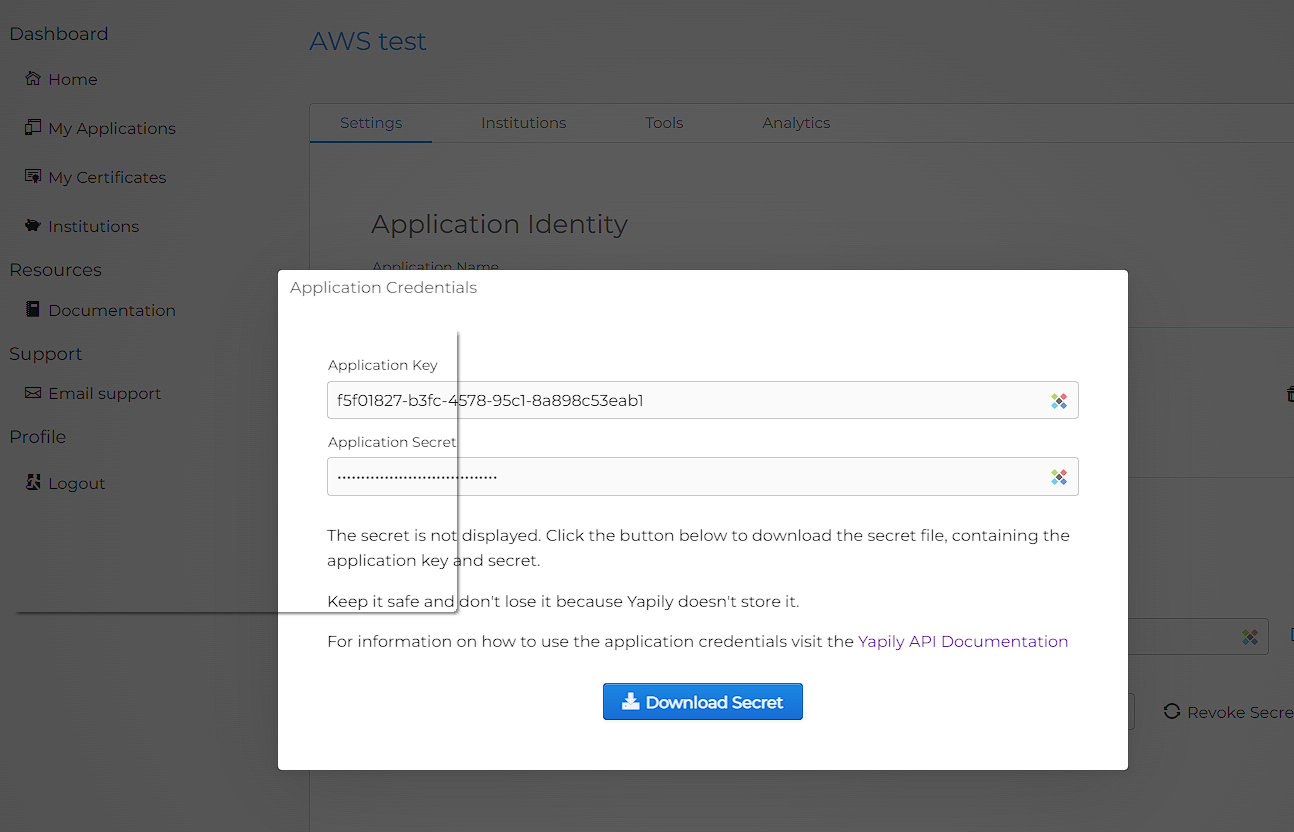 Dashboard
AWS test
Home
My Applications
Settings
Institutions
Tools
Analytics
My Certificates
Institutions
Application Identity
Resources
Application Name
Application Credentials
Documentation
Support
Application Key
Email support
f5f01827-b3fc-4578-95c1-8a898c53eab1
Profile
Application Secret
Logout
••••••••••••••••••••••••••••••••••••
The secret is not displayed. Click the button below to download the secret file, containing the
application key and secret.
Keep it safe and don't lose it because Yapily doesn't store it.
For information on how to use the application credentials visit the Yapily API Documentation
Download Secret
Revoke Secre